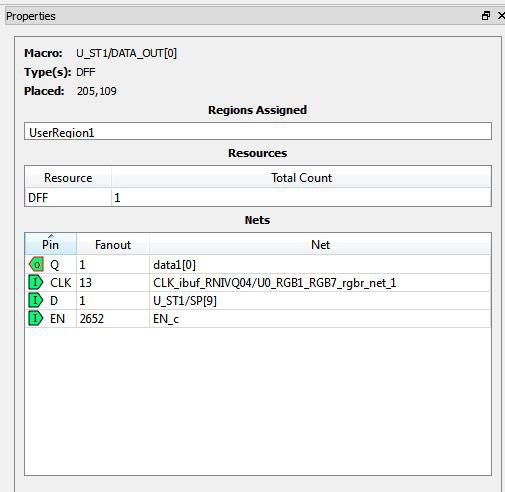 Properties
Macro: U_ST1/DATA_OUT[0]
Type(s): DFF
Placed: 205,109
Regions Assigned
UserRegion1
Resources
Resource Total Count
DFF 1
Nets
Pin Fanout Net
O Q 1 data1[0]
I CLK 13 CLK_ibuf_RNIVQ04/U0_RGB1_RGB7_rgbr_net_1
I D 1 U_ST1/SP[9]
I EN 2652 EN_c